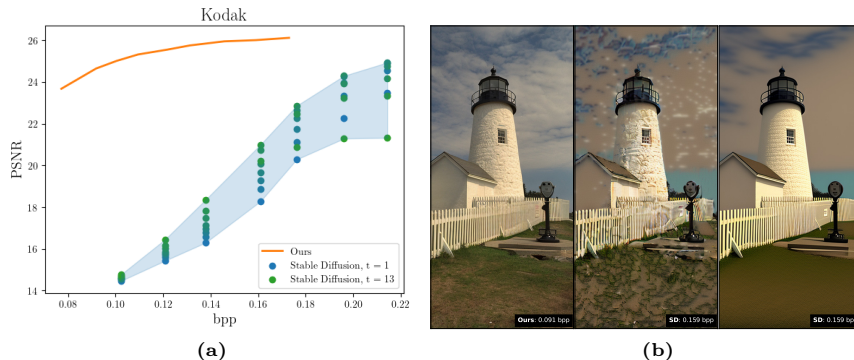 Kodak
26
24
22
20
18
16
14
PSNR
0.08 0.10 0.12 0.14 0.16 0.18 0.20 0.22
bpp
Ours
Stable Diffusion, t = 1
Stable Diffusion, t = 13
(a)
Ours: 0.091 bpp
SD: 0.159 bpp
SD: 0.159 bpp
(b)